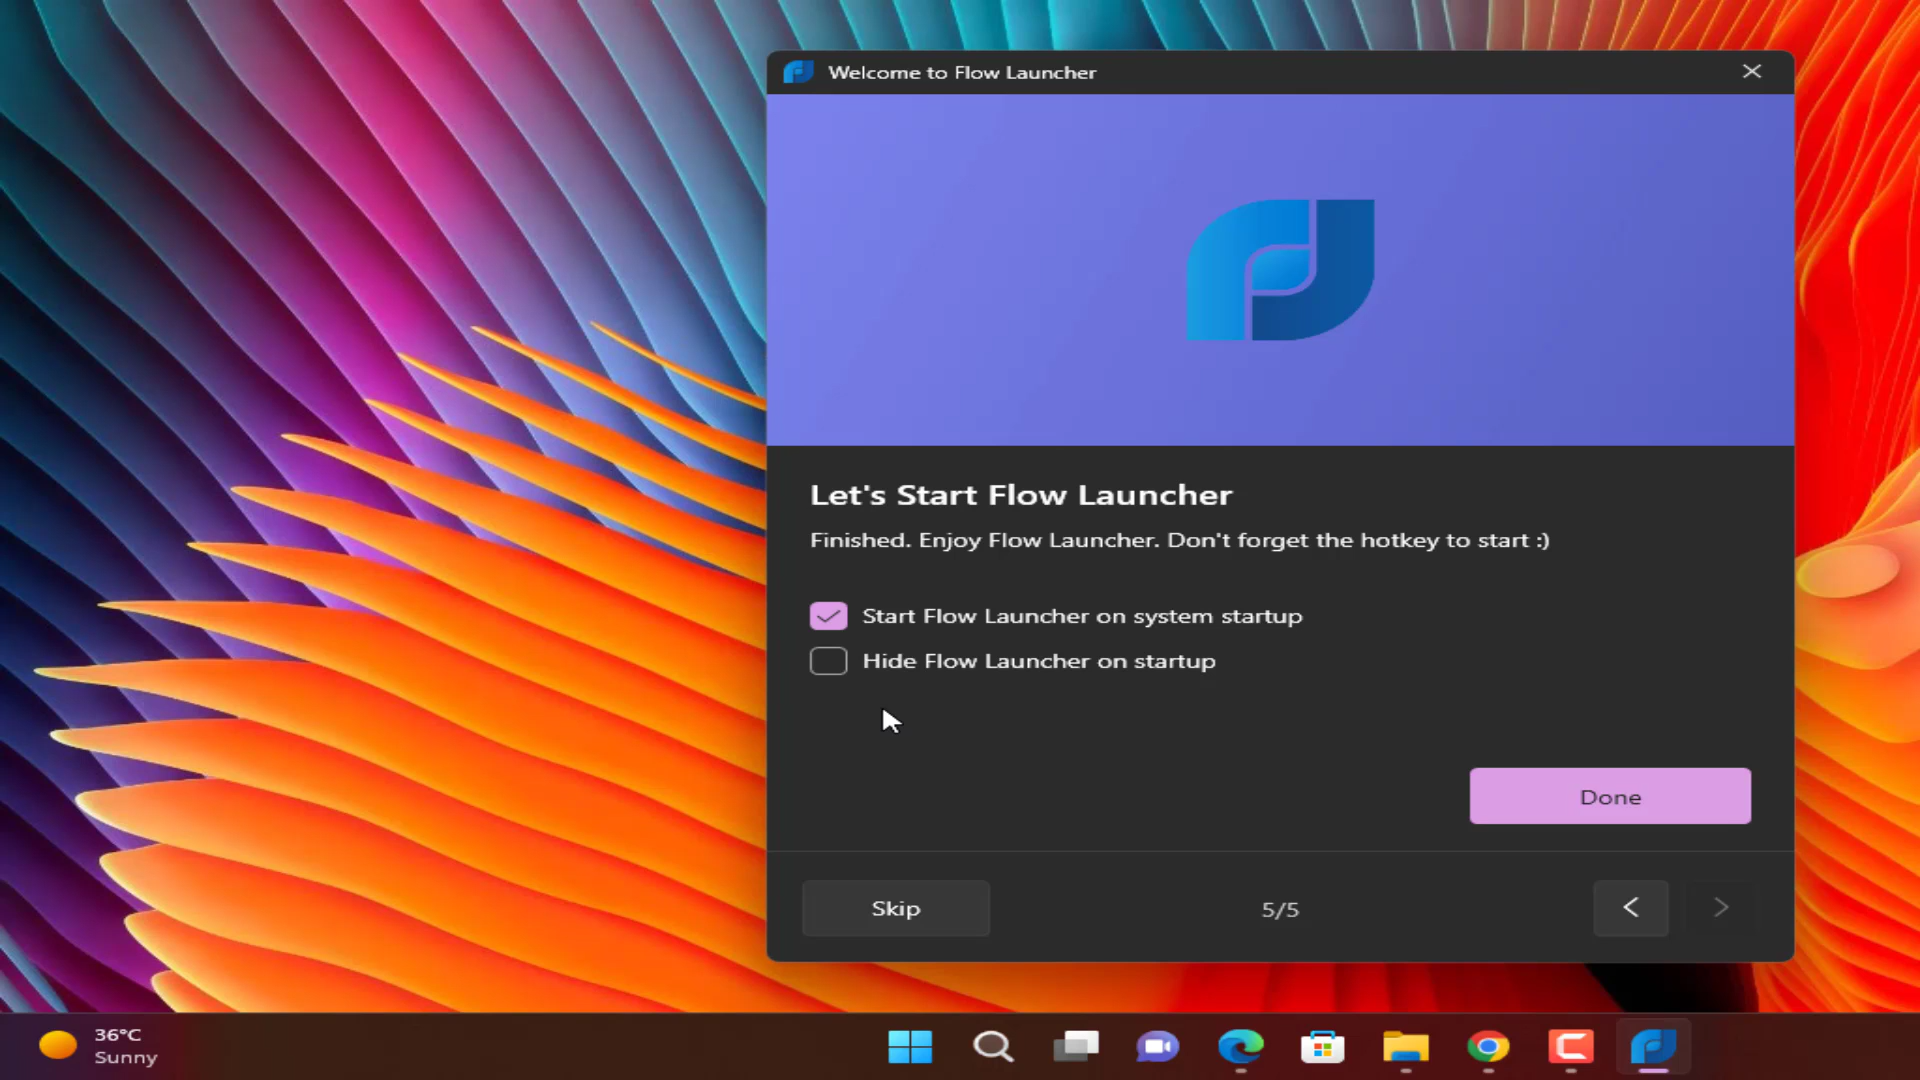 Welcome to Flow Launcher
Let's Start Flow Launcher
Finished. Enjoy Flow Launcher. Don't forget the hotkey to start :)
Start Flow Launcher on system startup
Hide Flow Launcher on startup
Done
Skip
5/5
36°C
Sunny